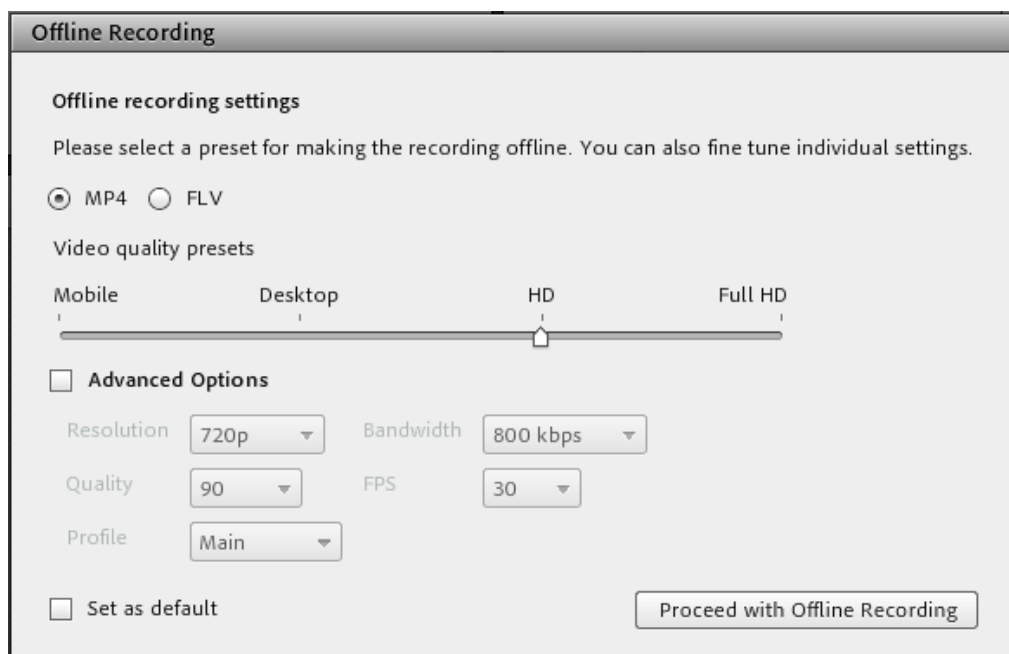 Offline Recording
Offline recording settings
Please select a preset for making the recording offline. You can also fine tune individual settings.
MP4 FLV
Video quality presets
Mobile Desktop HD Full HD
Advanced Options
Resolution 720p Bandwidth 800 kbps
Quality 90 FPS 30
Profile Main
Set as default Proceed with Offline Recording